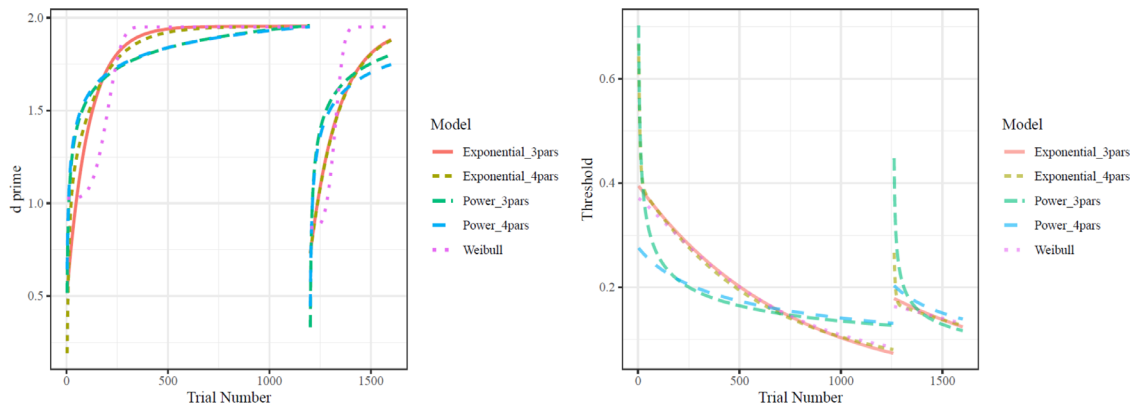 2.0
1.5
1.0
0.5
d prime
0
500
1000
1500
Trial Number
Model
Exponential_3pars
Exponential_4pars
Power_3pars
Power_4pars
Weibull
0.6
0.4
0.2
Threshold
0
500
1000
1500
Trial Number
Model
Exponential_3pars
Exponential_4pars
Power_3pars
Power_4pars
Weibull